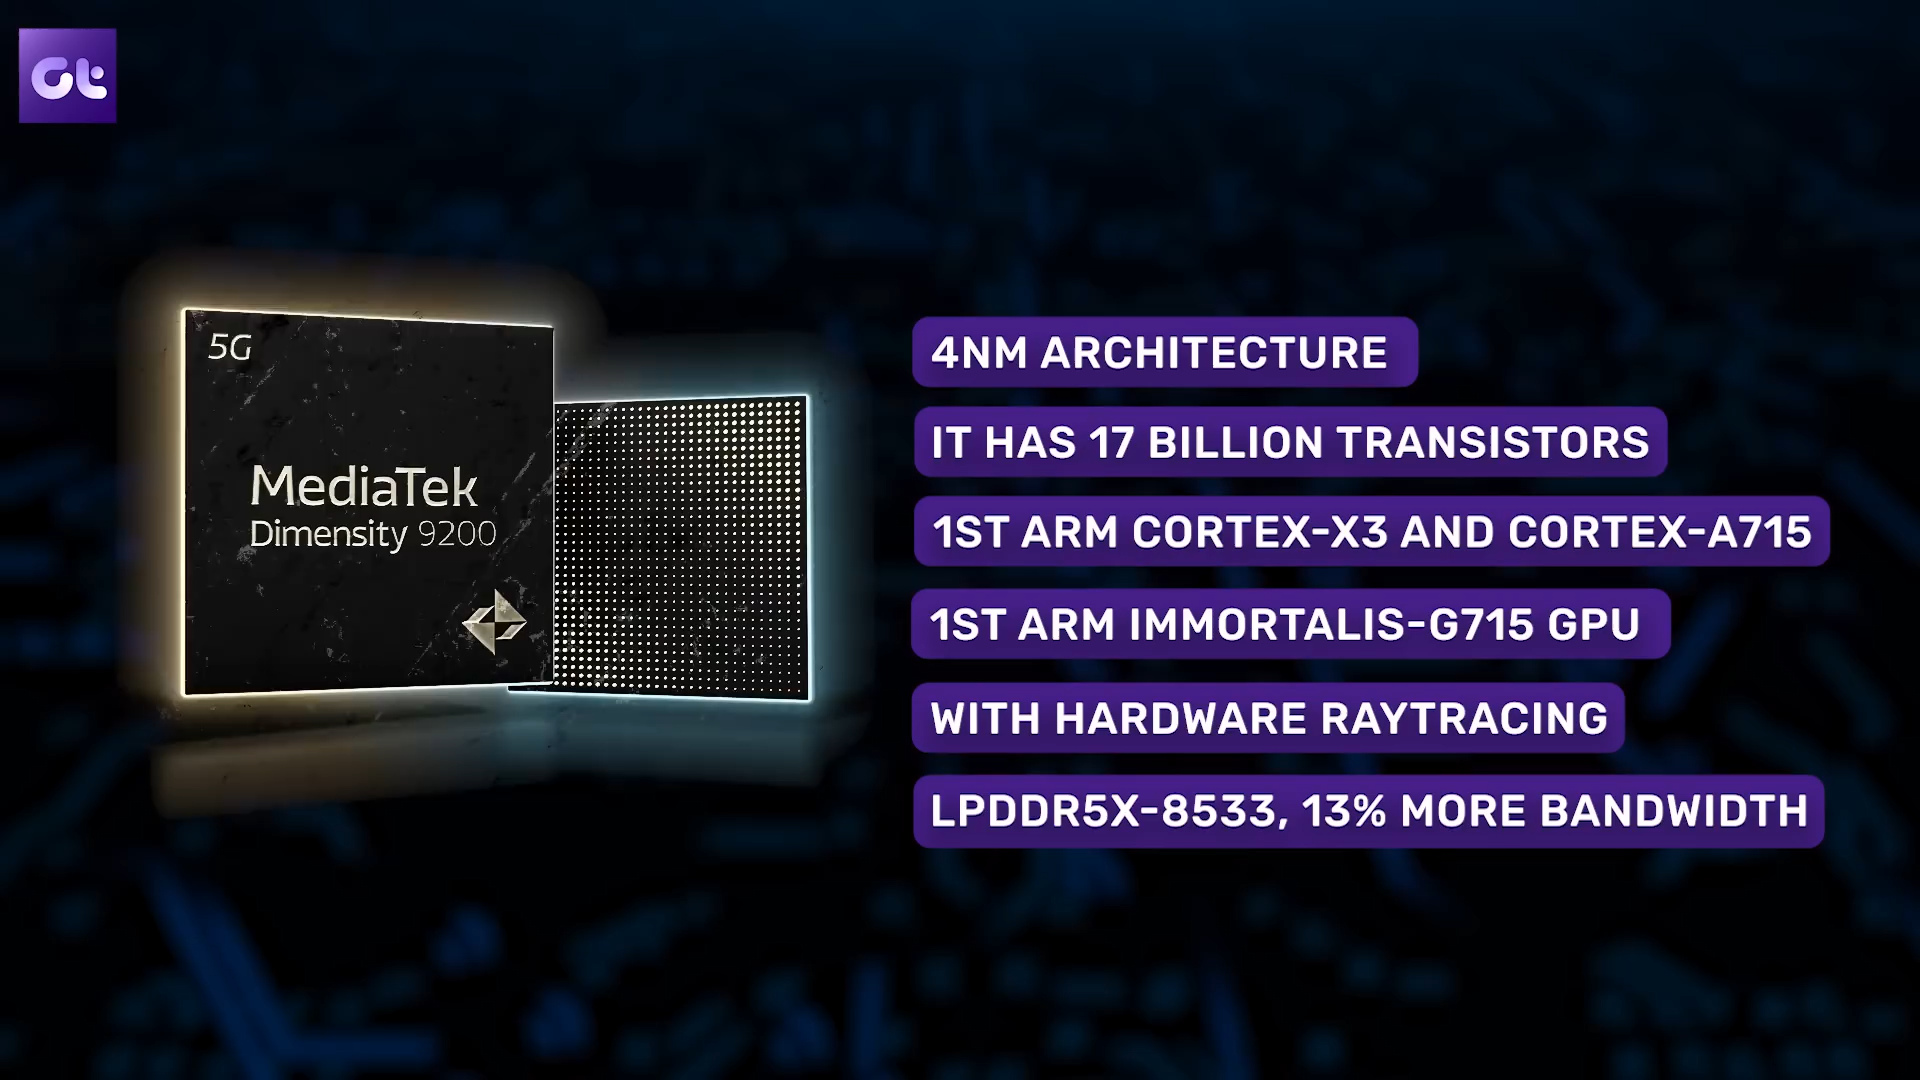 Gt
5G
MediaTek
Dimensity 9200
4NM ARCHITECTURE
IT HAS 17 BILLION TRANSISTORS
1ST ARM CORTEX-X3 AND CORTEX-A715
1ST ARM IMMORTALIS-G715 GPU
WITH HARDWARE RAYTRACING
LPDDR5X-8533, 13% MORE BANDWIDTH